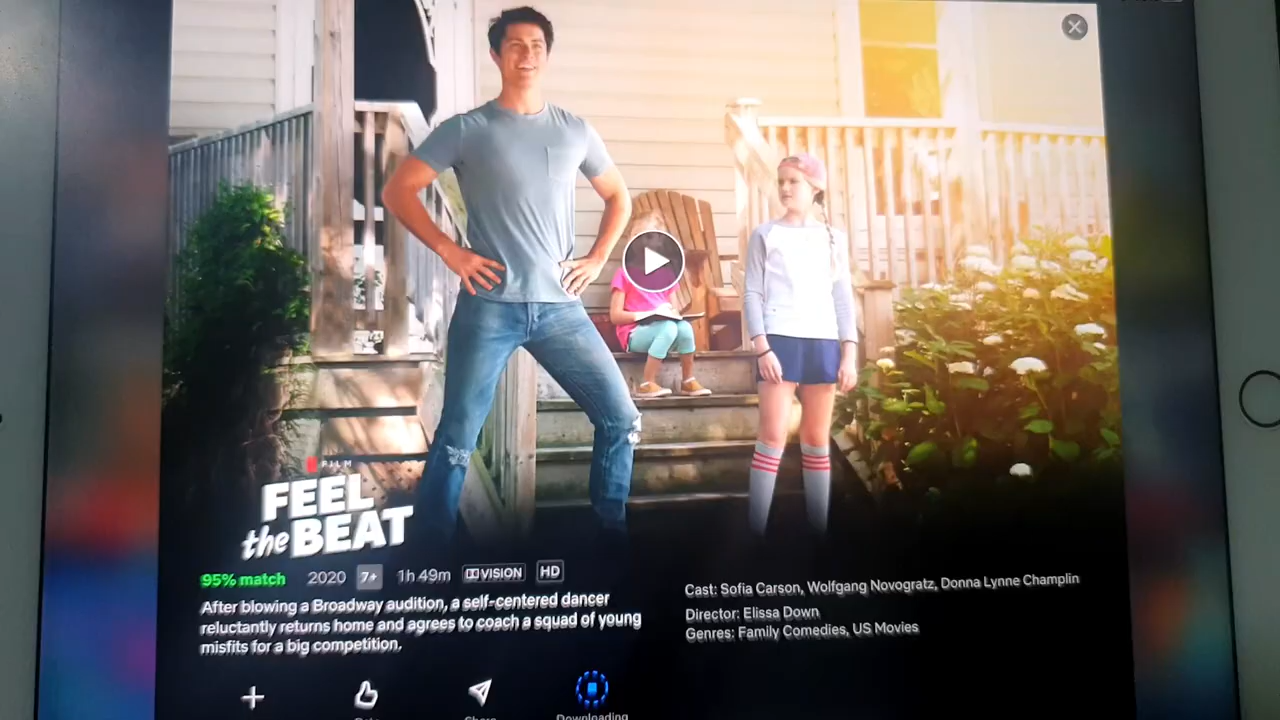 FILM
FEEL
the BEAT
95% match 2020 7+ 1h 49m VISION HD
After blowing a Broadway audition, a self-centered dancer
reluctantly returns home and agrees to coach a squad of young
misfits for a big competition.
Cast: Sofia Carson, Wolfgang Novogratz, Donna Lynne Champlin
Director: Elissa Down
Genres: Family Comedies, US Movies
Rate Share Downloading